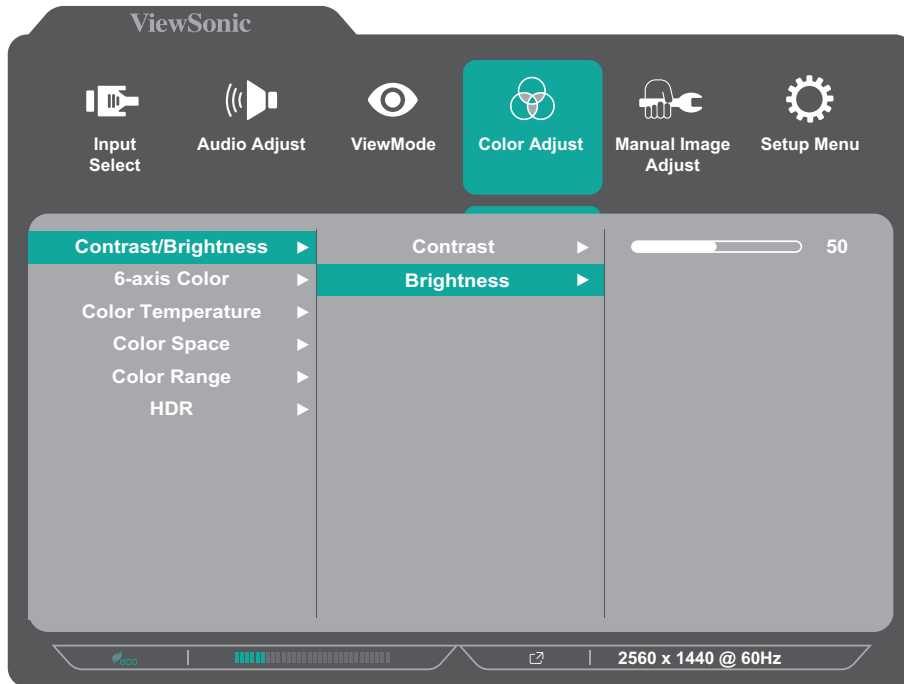 ViewSonic
Input Select
Audio Adjust
ViewMode
Color Adjust
Manual Image Adjust
Setup Menu
Contrast/Brightness
Contrast
50
6-axis Color
Brightness
Color Temperature
Color Space
Color Range
HDR
eco
2560 x 1440 @ 60Hz